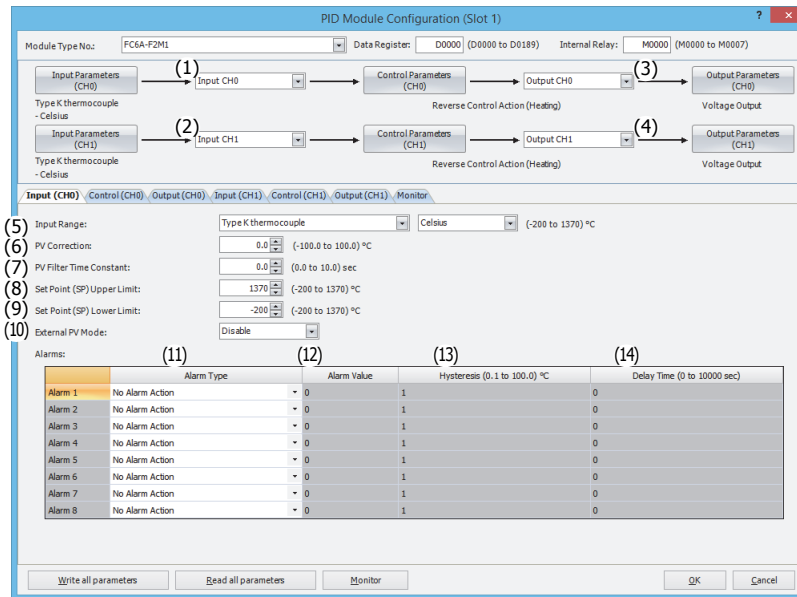 PID Module Configuration (Slot 1)
? x
Module Type No.: FC6A-F2M1 Data Register: D0000 (D0000 to D0189) Internal Relay: M0000 (M0000 to M0007)
Input Parameters (CH0) (1) Input CH0 Control Parameters (CH0) Output CH0 (3) Output Parameters (CH0)
Type K thermocouple
- Celsius
Reverse Control Action (Heating) Voltage Output
Input Parameters (CH1) (2) Input CH1 Control Parameters (CH1) Output CH1 (4) Output Parameters (CH1)
Type K thermocouple
- Celsius
Reverse Control Action (Heating) Voltage Output
Input (CH0) Control (CH0) Output (CH0) Input (CH1) Control (CH1) Output (CH1) Monitor
(5) Input Range: Type K thermocouple Celsius (-200 to 1370) °C
(6) PV Correction: 0.0 (-100.0 to 100.0) °C
(7) PV Filter Time Constant: 0.0 (0.0 to 10.0) sec
(8) Set Point (SP) Upper Limit: 1370 (-200 to 1370) °C
(9) Set Point (SP) Lower Limit: -200 (-200 to 1370) °C
(10) External PV Mode: Disable
Alarms: (11) (12) (13) (14)
Alarm Type Alarm Value Hysteresis (0.1 to 100.0) °C Delay Time (0 to 10000 sec)
Alarm 1 No Alarm Action 0 1 0
Alarm 2 No Alarm Action 0 1 0
Alarm 3 No Alarm Action 0 1 0
Alarm 4 No Alarm Action 0 1 0
Alarm 5 No Alarm Action 0 1 0
Alarm 6 No Alarm Action 0 1 0
Alarm 7 No Alarm Action 0 1 0
Alarm 8 No Alarm Action 0 1 0
Write all parameters Read all parameters Monitor OK Cancel